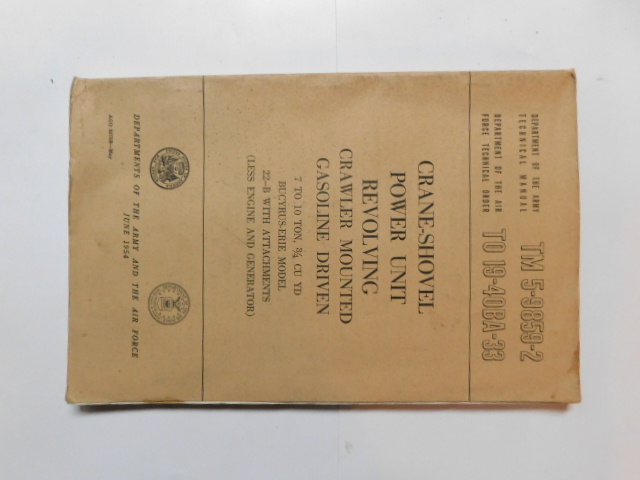 DEPARTMENT OF THE ARMY
TECHNICAL MANUAL
TM 5-9859-2
DEPARTMENT OF THE AIR
FORCE TECHNICAL ORDER
TO 19-40BA-33
CRANE-SHOVEL
POWER UNIT
REVOLVING
CRAWLER MOUNTED
GASOLINE DRIVEN
7 TO 10 TON, ¾ CU YD
BUCYRUS-ERIE, MODEL
22-B WITH ATTACHMENTS
(LESS ENGINE AND GENERATOR)
DEPARTMENTS OF THE ARMY AND THE AIR FORCE
JUNE 1954